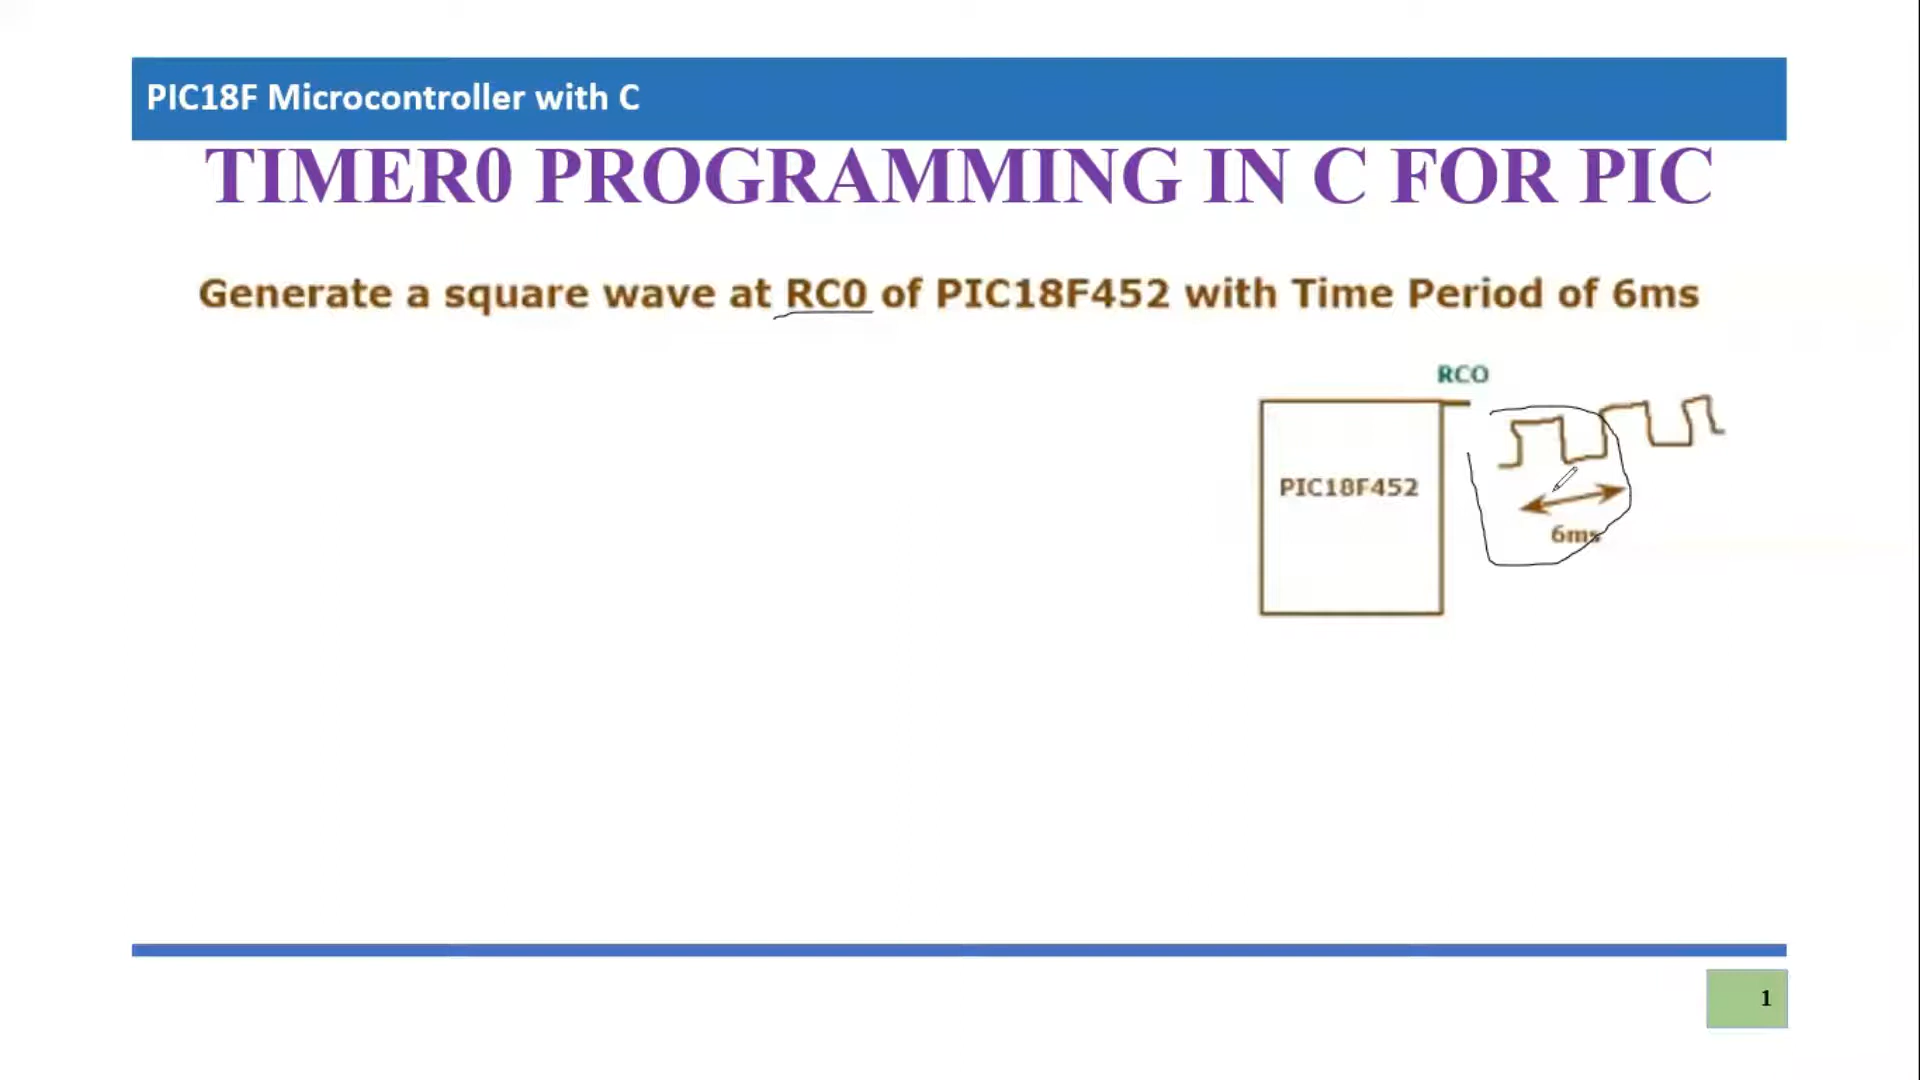 PIC18F Microcontroller with C
TIMER0 PROGRAMMING IN C FOR PIC
Generate a square wave at RC0 of PIC18F452 with Time Period of 6ms
RCO
PIC18F452
6ms
1